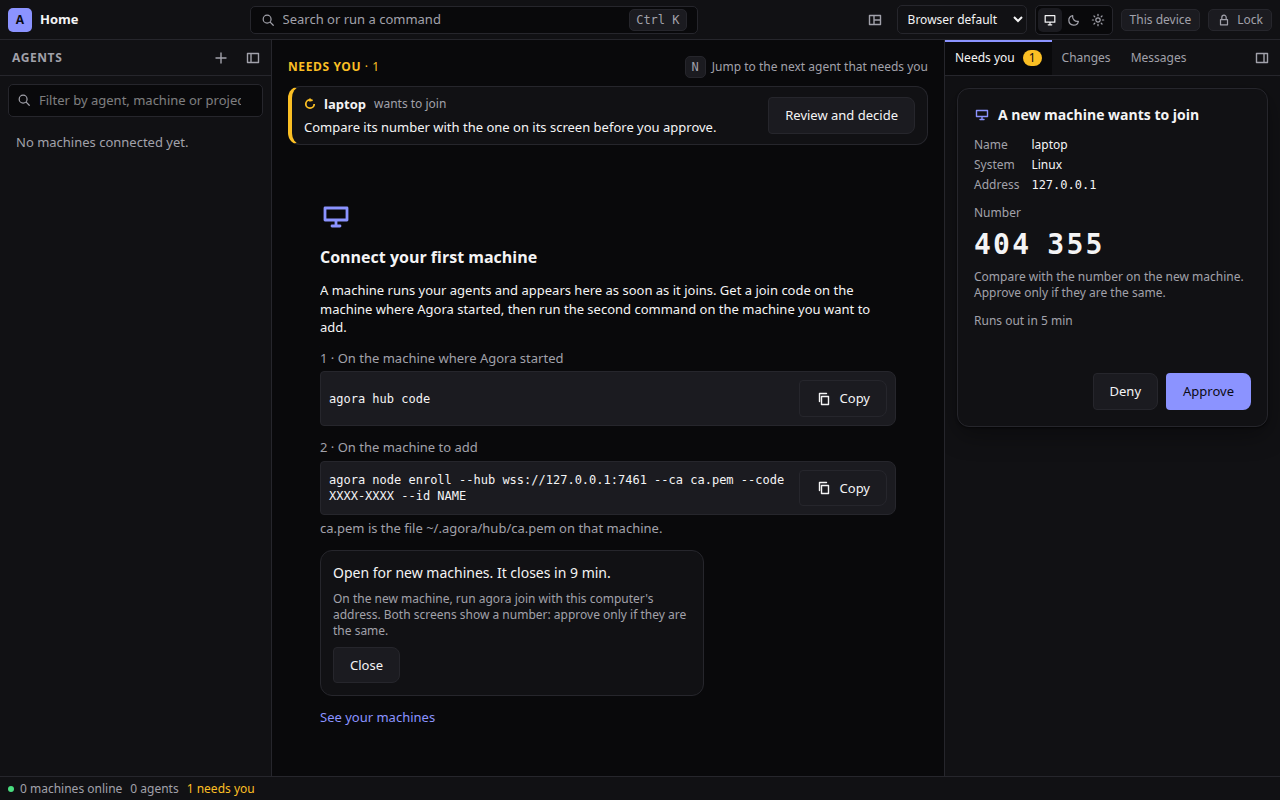 A Home
Search or run a command Ctrl K
Browser default
This device
Lock
AGENTS
Filter by agent, machine or projec
No machines connected yet.
NEEDS YOU · 1
N Jump to the next agent that needs you
laptop wants to join
Compare its number with the one on its screen before you approve.
Review and decide
Connect your first machine
A machine runs your agents and appears here as soon as it joins. Get a join code on the
machine where Agora started, then run the second command on the machine you want to
add.
1 · On the machine where Agora started
agora hub code
Copy
2 · On the machine to add
agora node enroll --hub wss://127.0.0.1:7461 --ca ca.pem --code
XXXX-XXXX --id NAME
Copy
ca.pem is the file ~/.agora/hub/ca.pem on that machine.
Open for new machines. It closes in 9 min.
On the new machine, run agora join with this computer's
address. Both screens show a number: approve only if they are
the same.
Close
See your machines
Needs you 1
Changes
Messages
A new machine wants to join
Name laptop
System Linux
Address 127.0.0.1
Number
404 355
Compare with the number on the new machine.
Approve only if they are the same.
Runs out in 5 min
Deny
Approve
0 machines online 0 agents 1 needs you